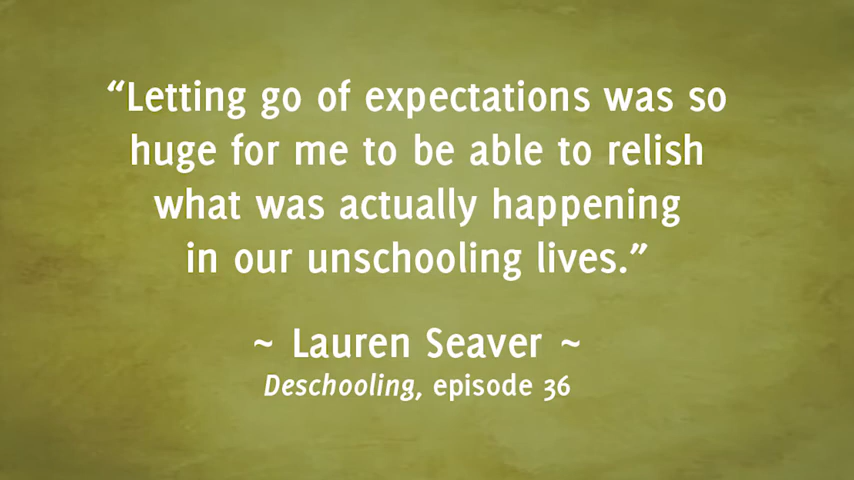 “Letting go of expectations was so
huge for me to be able to relish
what was actually happening
in our unschooling lives.”
~ Lauren Seaver ~
Deschooling, episode 36